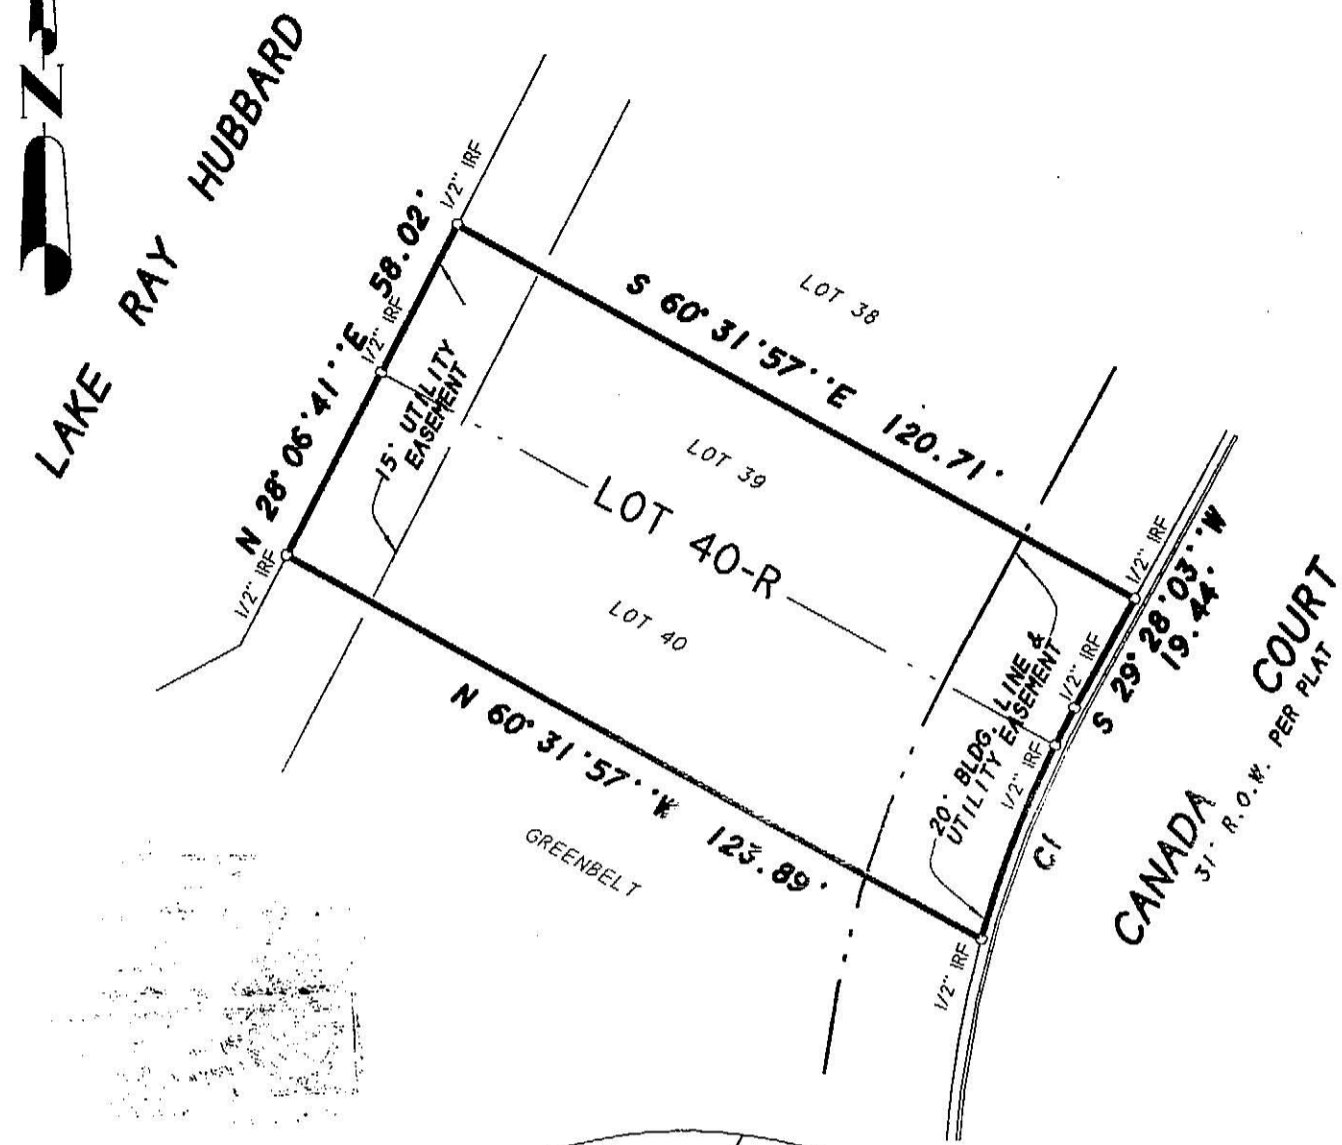 N
LAKE RAY HUBBARD
1/2" IRF
N 28° 06'41''E 58.02'
1/2" IRF
1/2" IRF
15' UTILITY
EASEMENT
S 60° 31'57''E 120.71'
LOT 38
LOT 39
LOT 40-R
LOT 40
N 60° 31'57''W 123.89'
GREENBELT
20' BLDG. LINE &
UTILITY EASEMENT
1/2" IRF
1/2" IRF
1/2" IRF
1/2" IRF
S 29° 28'03''W
19.44'
C1
CANADA COURT
31' R.O.W. PER PLAT